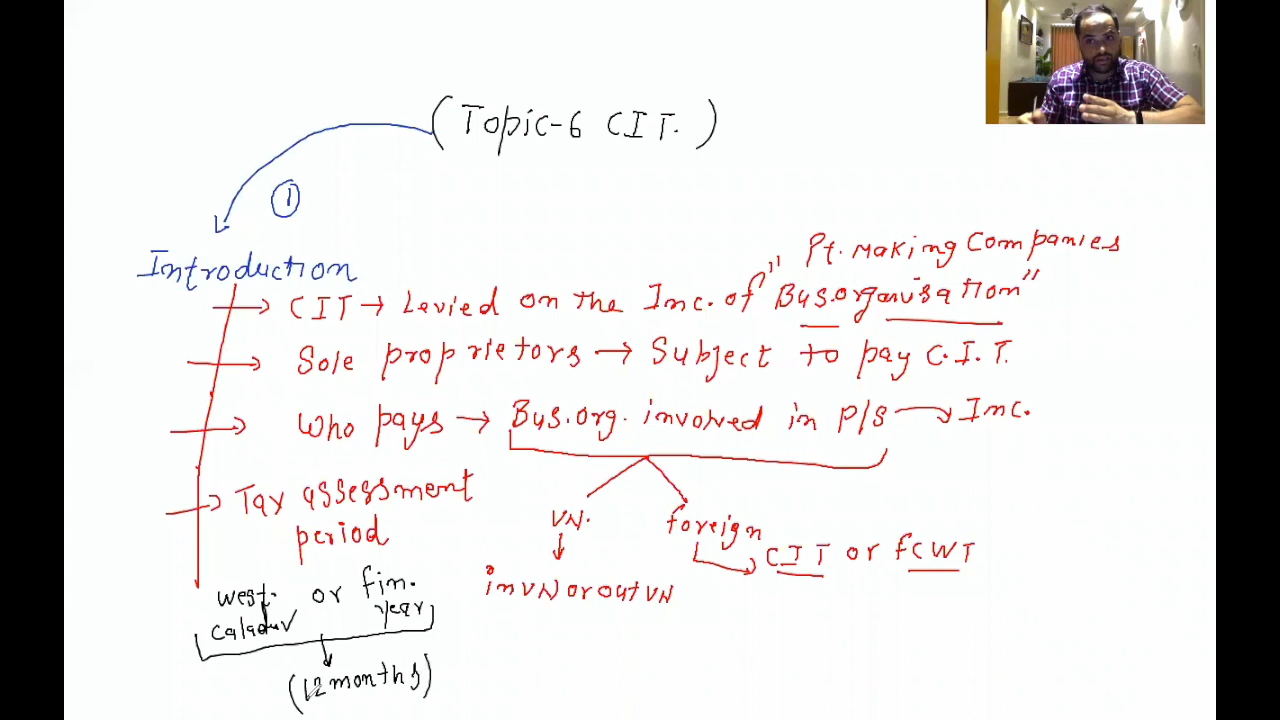 (Topic-6 CIT.)
①
Introduction
Pt. Making Companies
CIT → Levied on the Inc. of "Bus.organisation"
Sole proprietors → Subject to pay C.I.T.
Who pays → Bus.org. involved in P/S → Inc.
Tax assessment
period
VN.
foreign
CIT or fCWT
in VN or out VN
west. or fin.
caladuv year
(12 months)